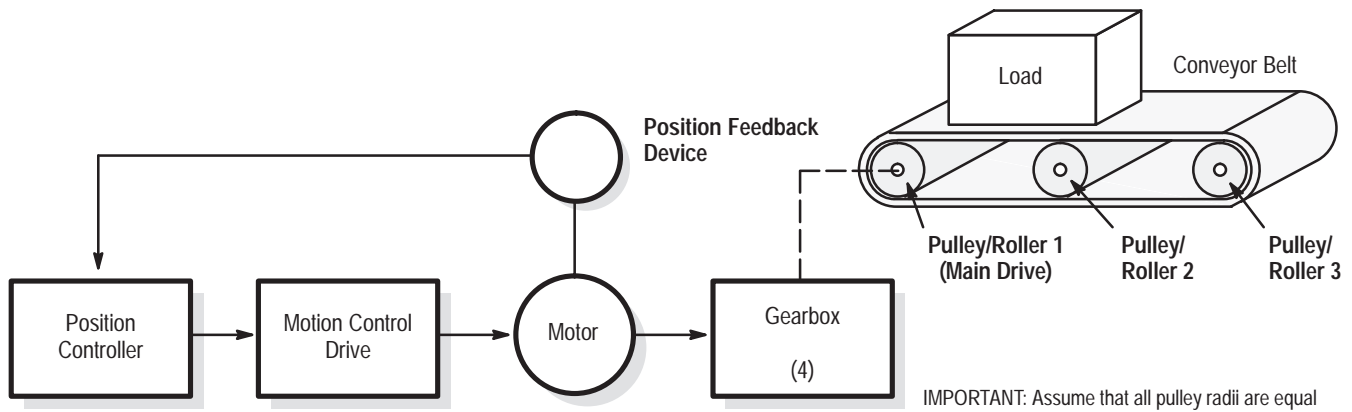 Load
Conveyor Belt
Position Feedback
Device
Pulley/Roller 1
(Main Drive)
Pulley/
Roller 2
Pulley/
Roller 3
Position
Controller
Motion Control
Drive
Motor
Gearbox
(4)
IMPORTANT: Assume that all pulley radii are equal